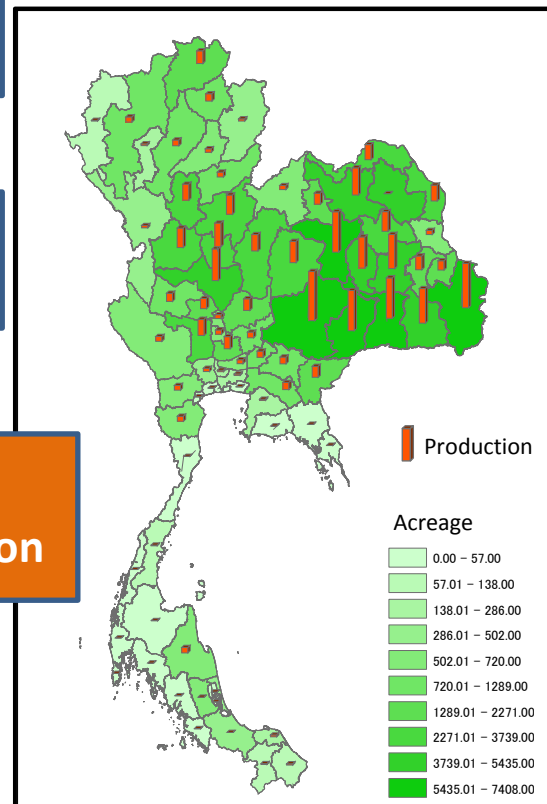 on
Production
Acreage
0.00 – 57.00
57.01 – 138.00
138.01 – 286.00
286.01 – 502.00
502.01 – 720.00
720.01 – 1289.00
1289.01 – 2271.00
2271.01 – 3739.00
3739.01 – 5435.00
5435.01 – 7408.00